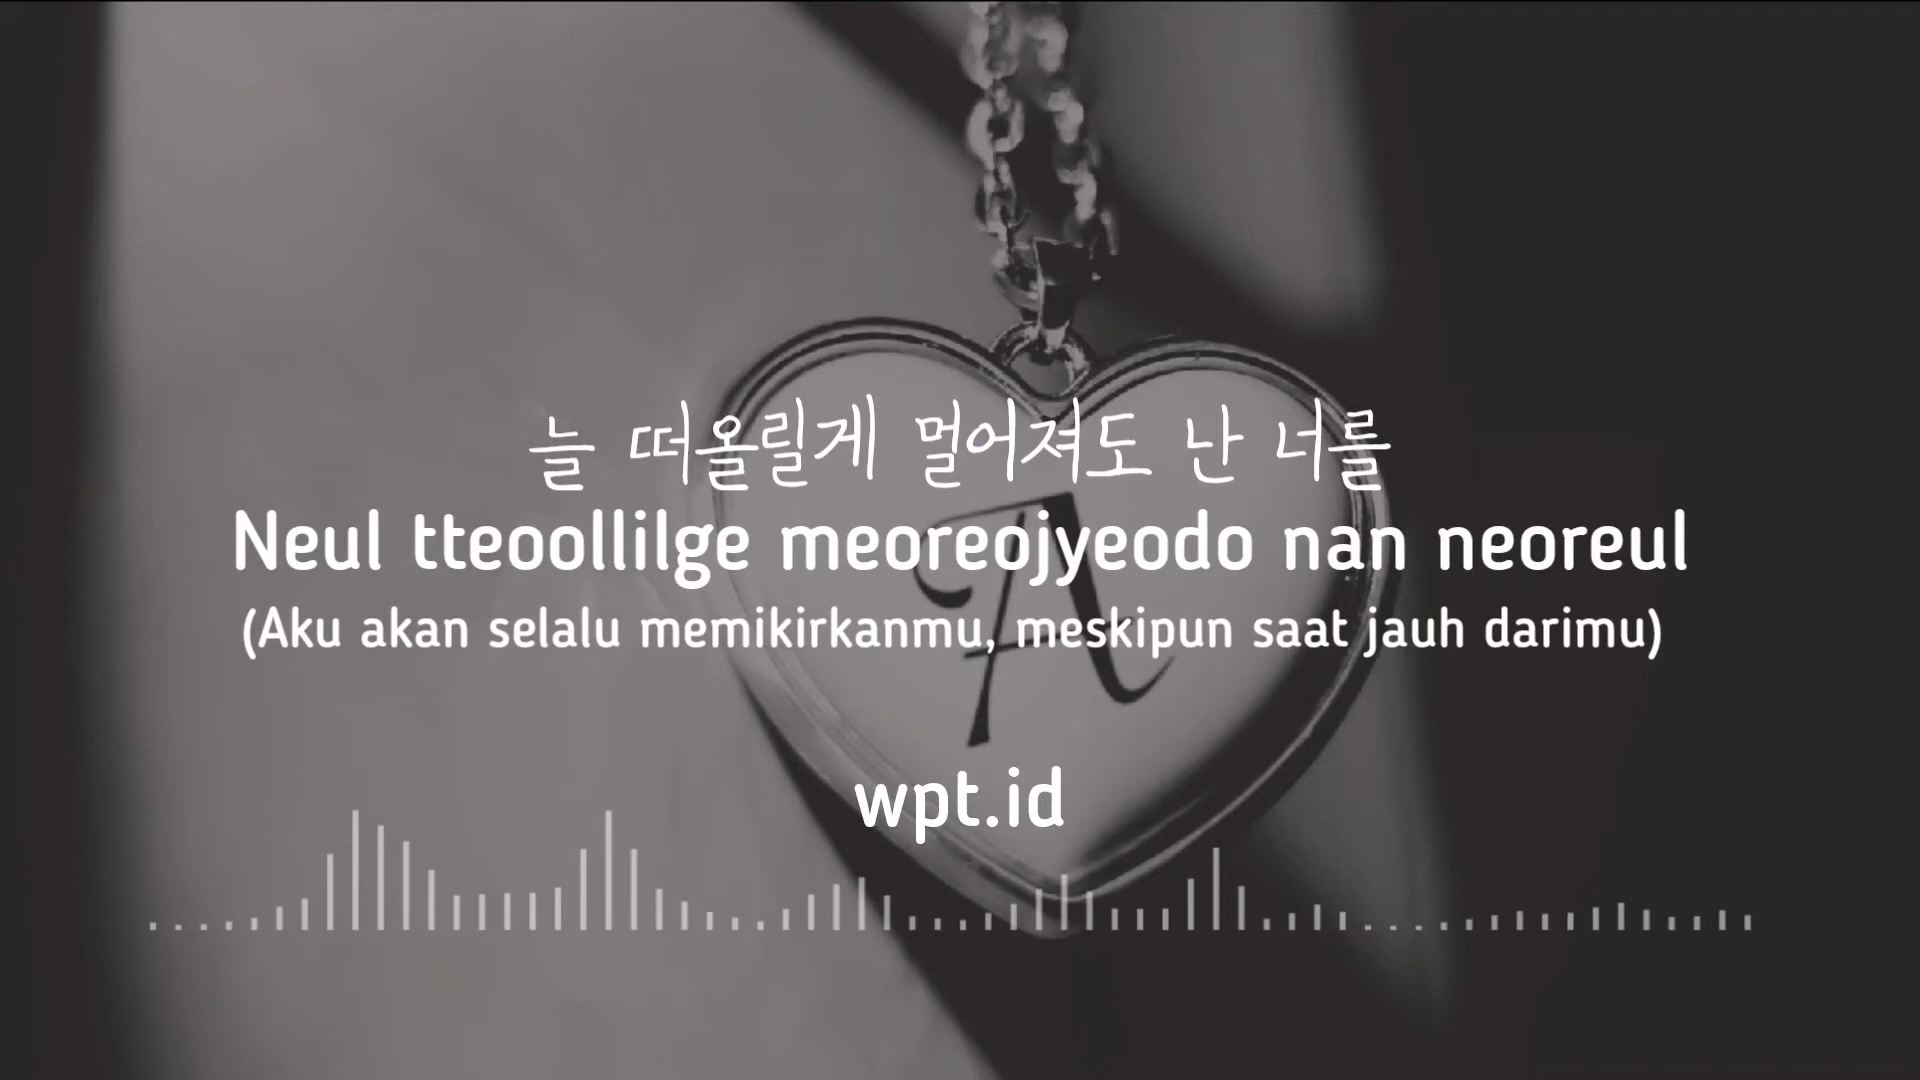 늘 떠올릴게 멀어져도 난 너를
Neul tteoollilge meoreojyeodo nan neoreul
(Aku akan selalu memikirkanmu, meskipun saat jauh darimu)
A
wpt.id